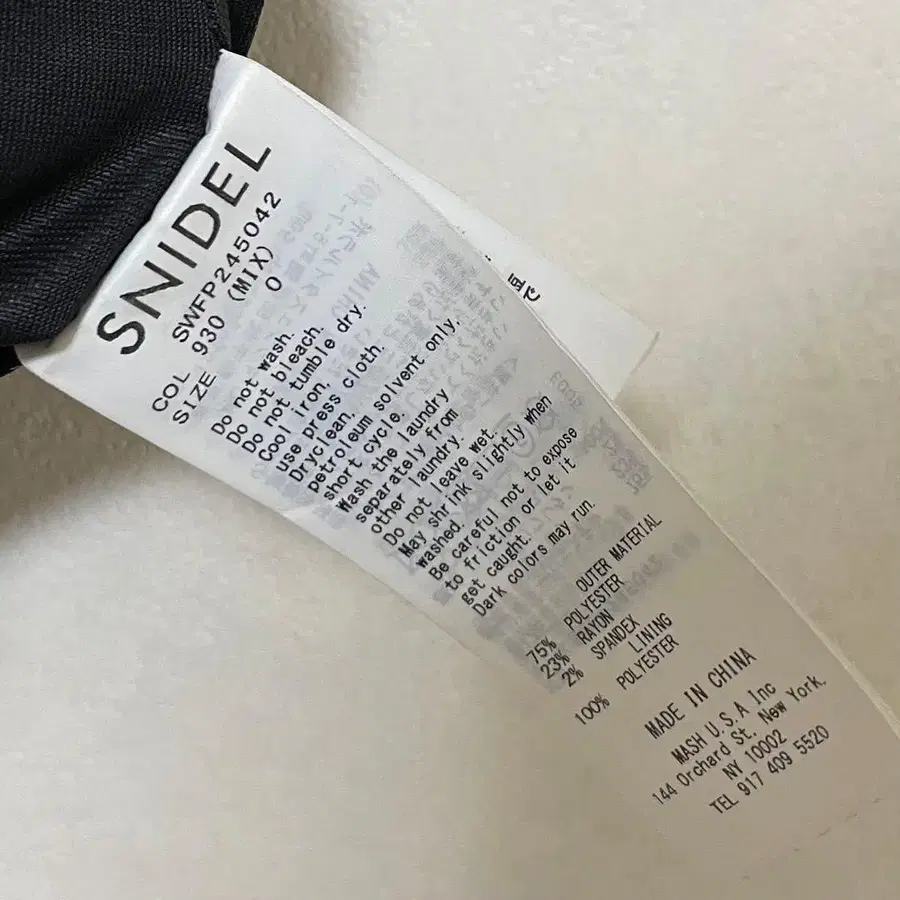 SNIDEL
SWFP245042
COL 930 (MIX)
SIZE 0
Do not wash.
Do not bleach.
Do not tumble dry.
Cool iron,
use press cloth.
Dryclean,
petroleum solvent only,
short cycle.
Wash the laundry
separately from
other laundry.
Do not leave wet
May shrink slightly when
washed.
Be careful not to expose
to friction or let it
get caught.
Dark colors may run.
OUTER MATERIAL
75% POLYESTER
23% RAYON
2% SPANDEX
LINING
100% POLYESTER
MADE IN CHINA
MASH U.S.A Inc
144 Orchard St. New York.
NY 10002
TEL 917 409 5520